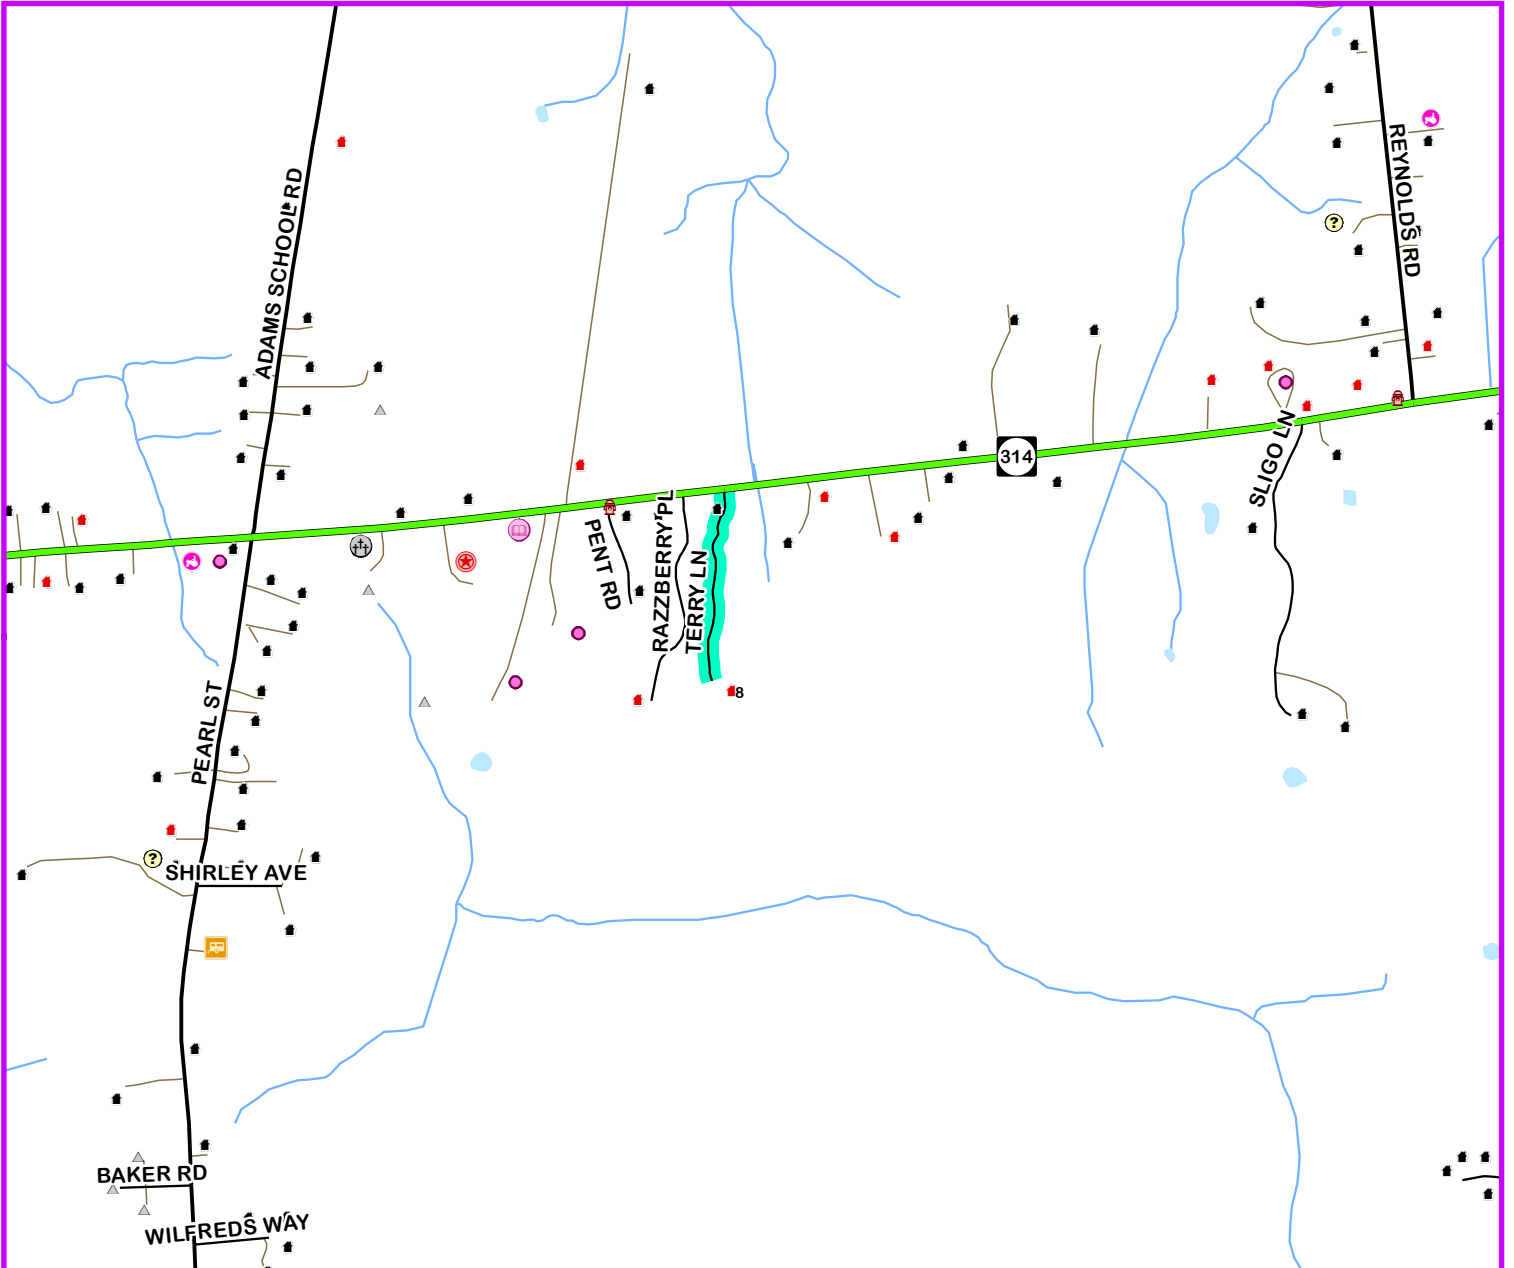 ADAMS SCHOOL RD
REYNOLDS RD
?
314
SLIGO LN
PENT RD
RAZZBERRY PL
TERRY LN
8
PEARL ST
?
SHIRLEY AVE
BAKER RD
WILFREDS WAY